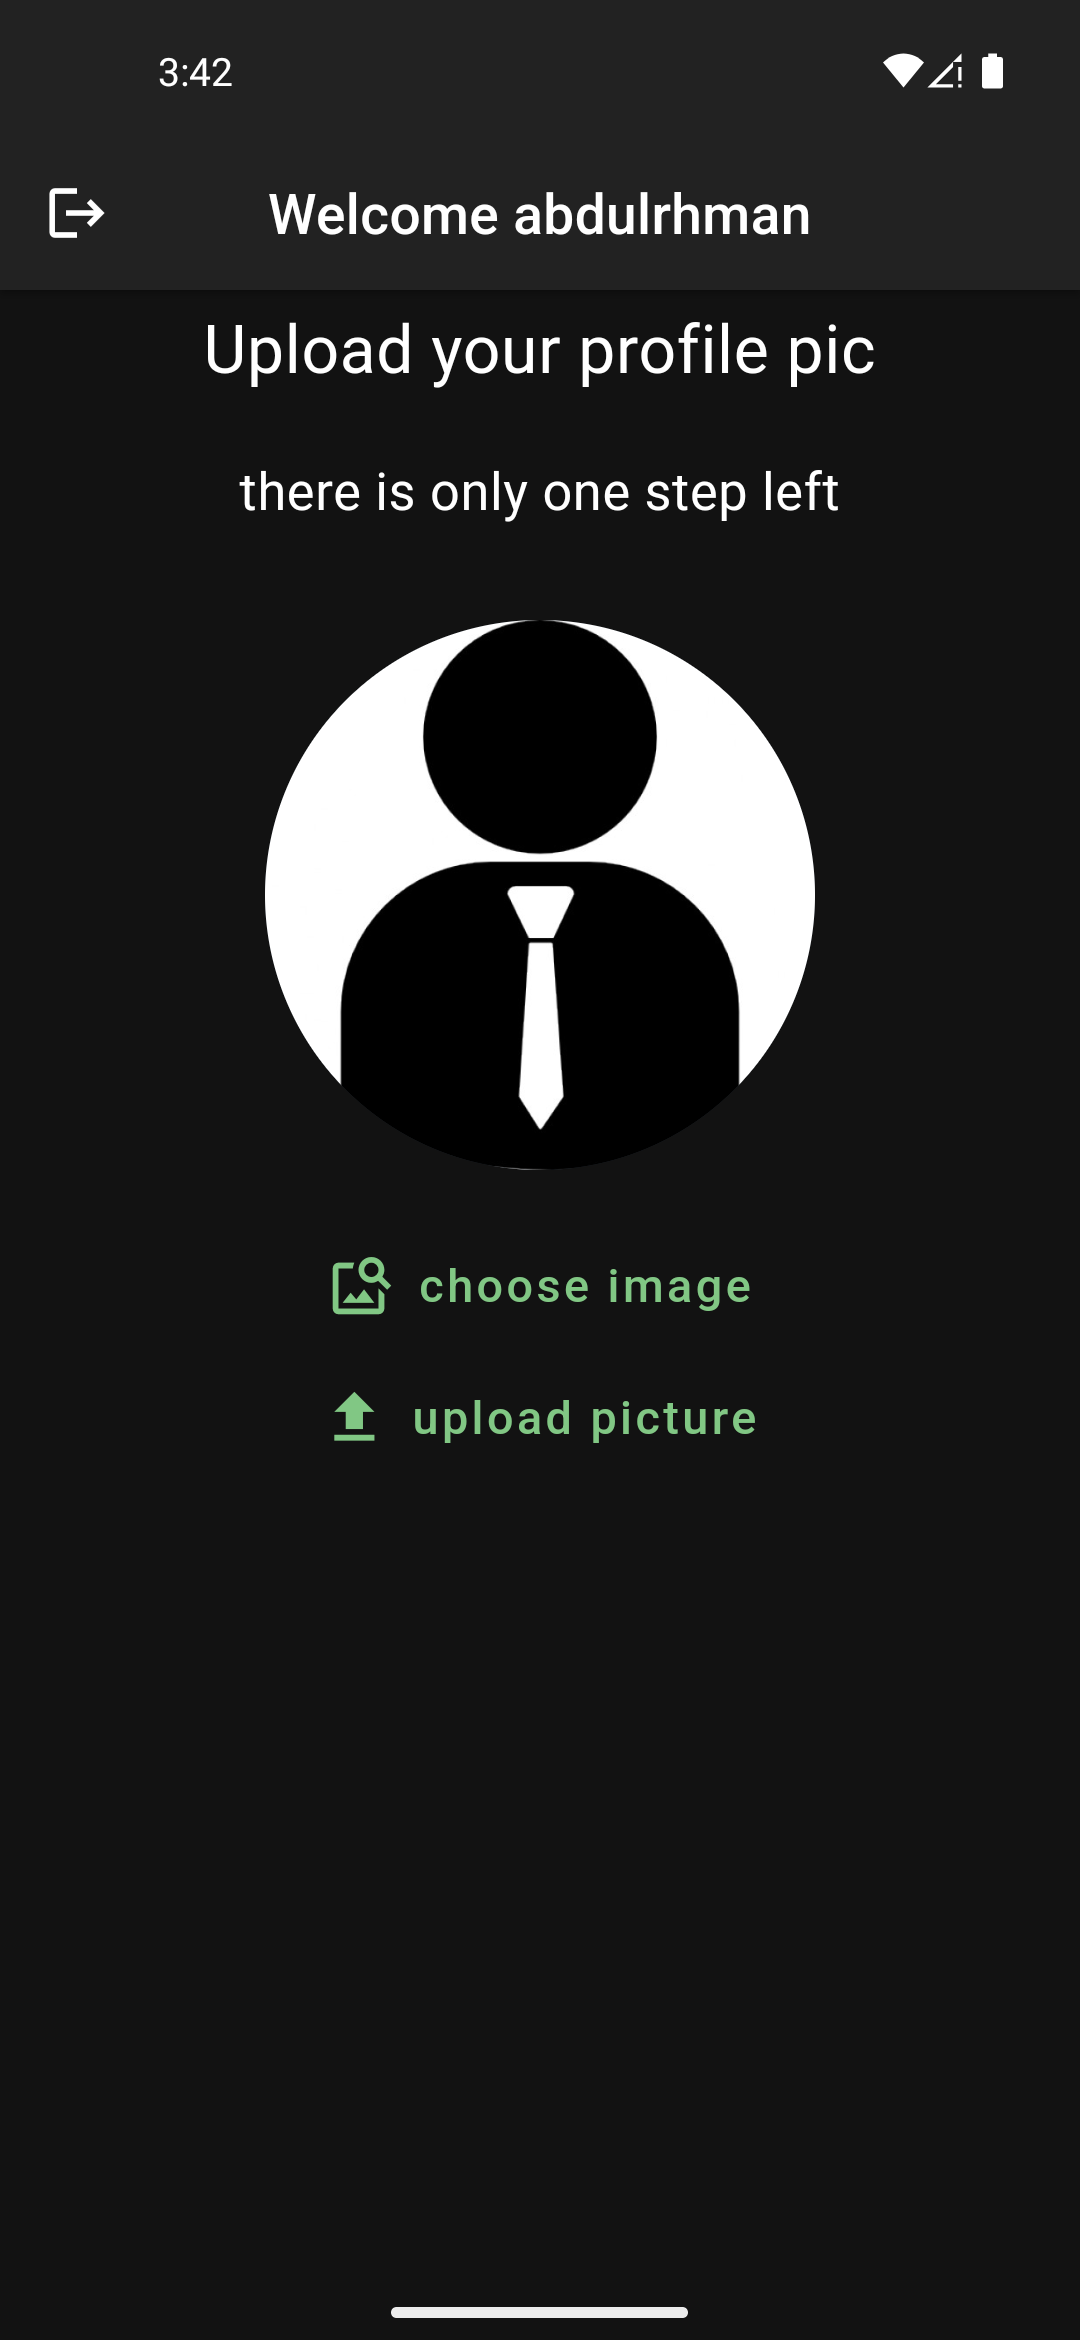 3:42
Welcome abdulrhman
Upload your profile pic
there is only one step left
choose image
upload picture